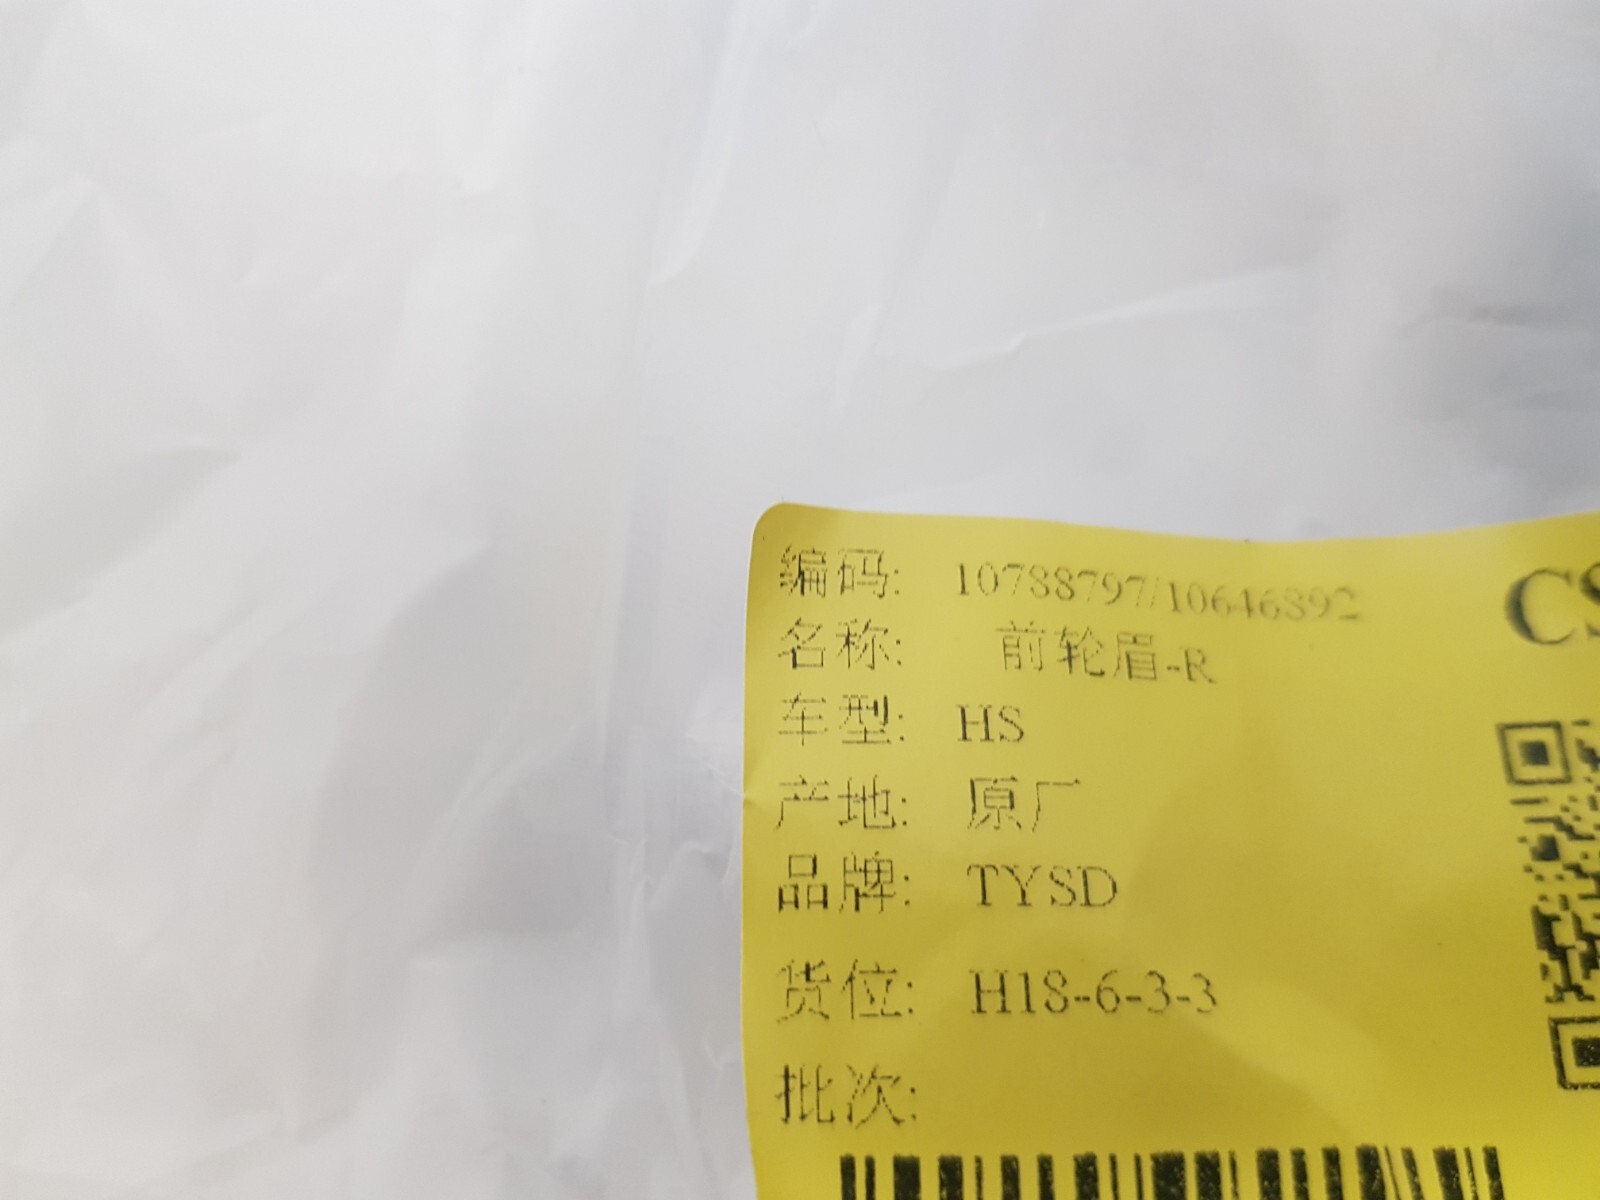 编码: 10788797/10646892
CS
名称: 前轮眉-R
车型: HS
产地: 原厂
品牌: TYSD
货位: H18-6-3-3
批次: